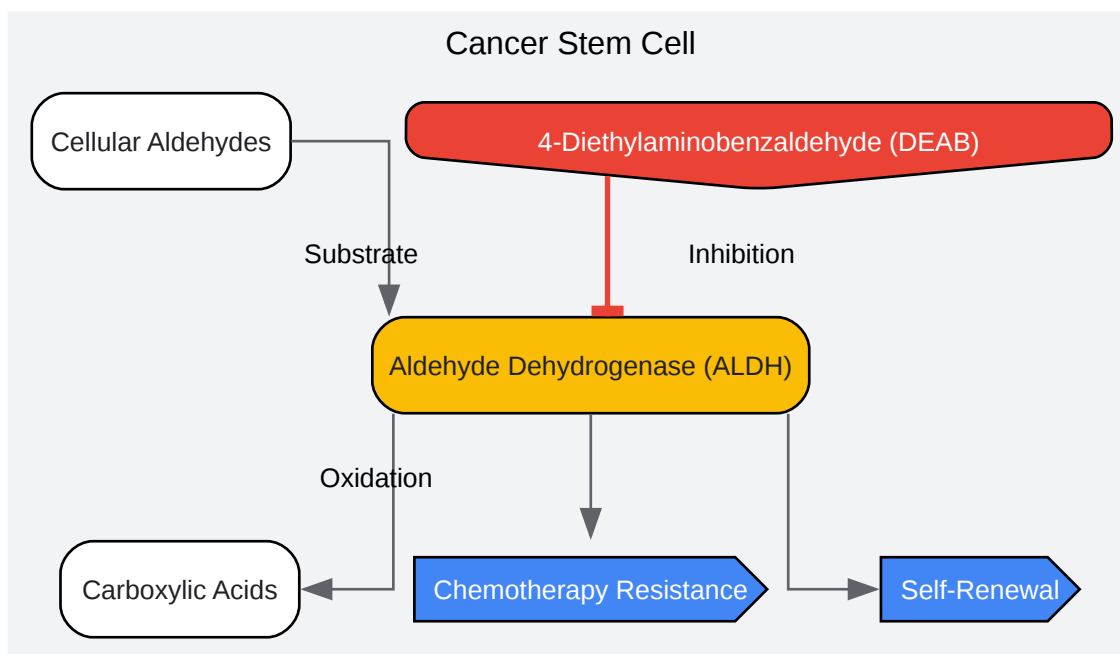 Cancer Stem Cell
Cellular Aldehydes
4-Diethylaminobenzaldehyde (DEAB)
Substrate
Inhibition
Aldehyde Dehydrogenase (ALDH)
Oxidation
Carboxylic Acids
Chemotherapy Resistance
Self-Renewal